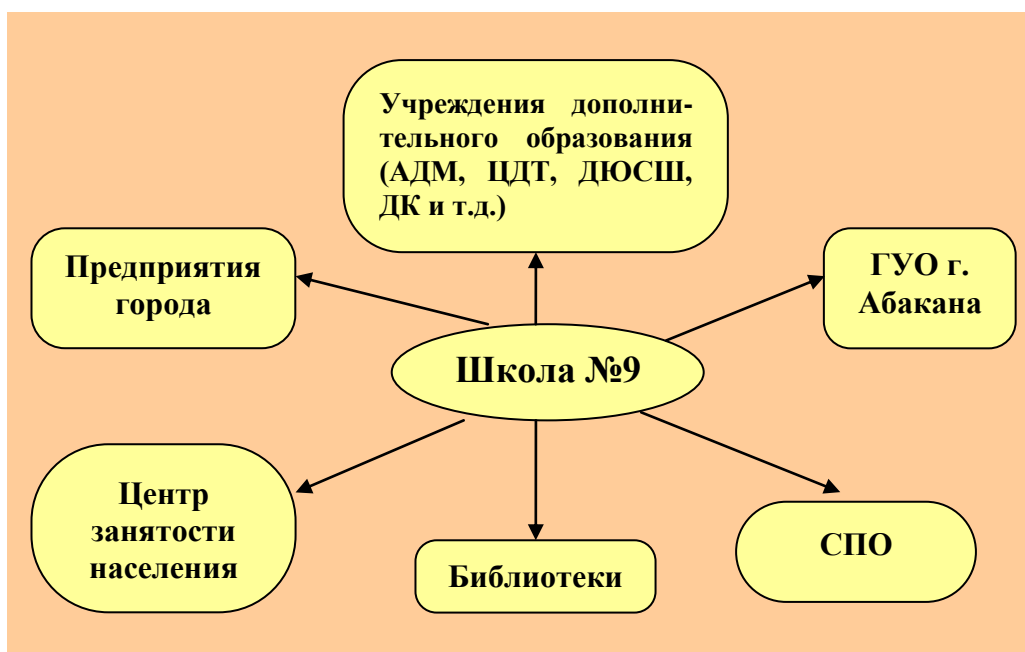 Учреждения дополни-
тельного образования
(АДМ, ЦДТ, ДЮСШ,
ДК и т.д.)
Предприятия
города
ГУО г.
Абакана
Школа №9
Центр
занятости
населения
Библиотеки
СПО